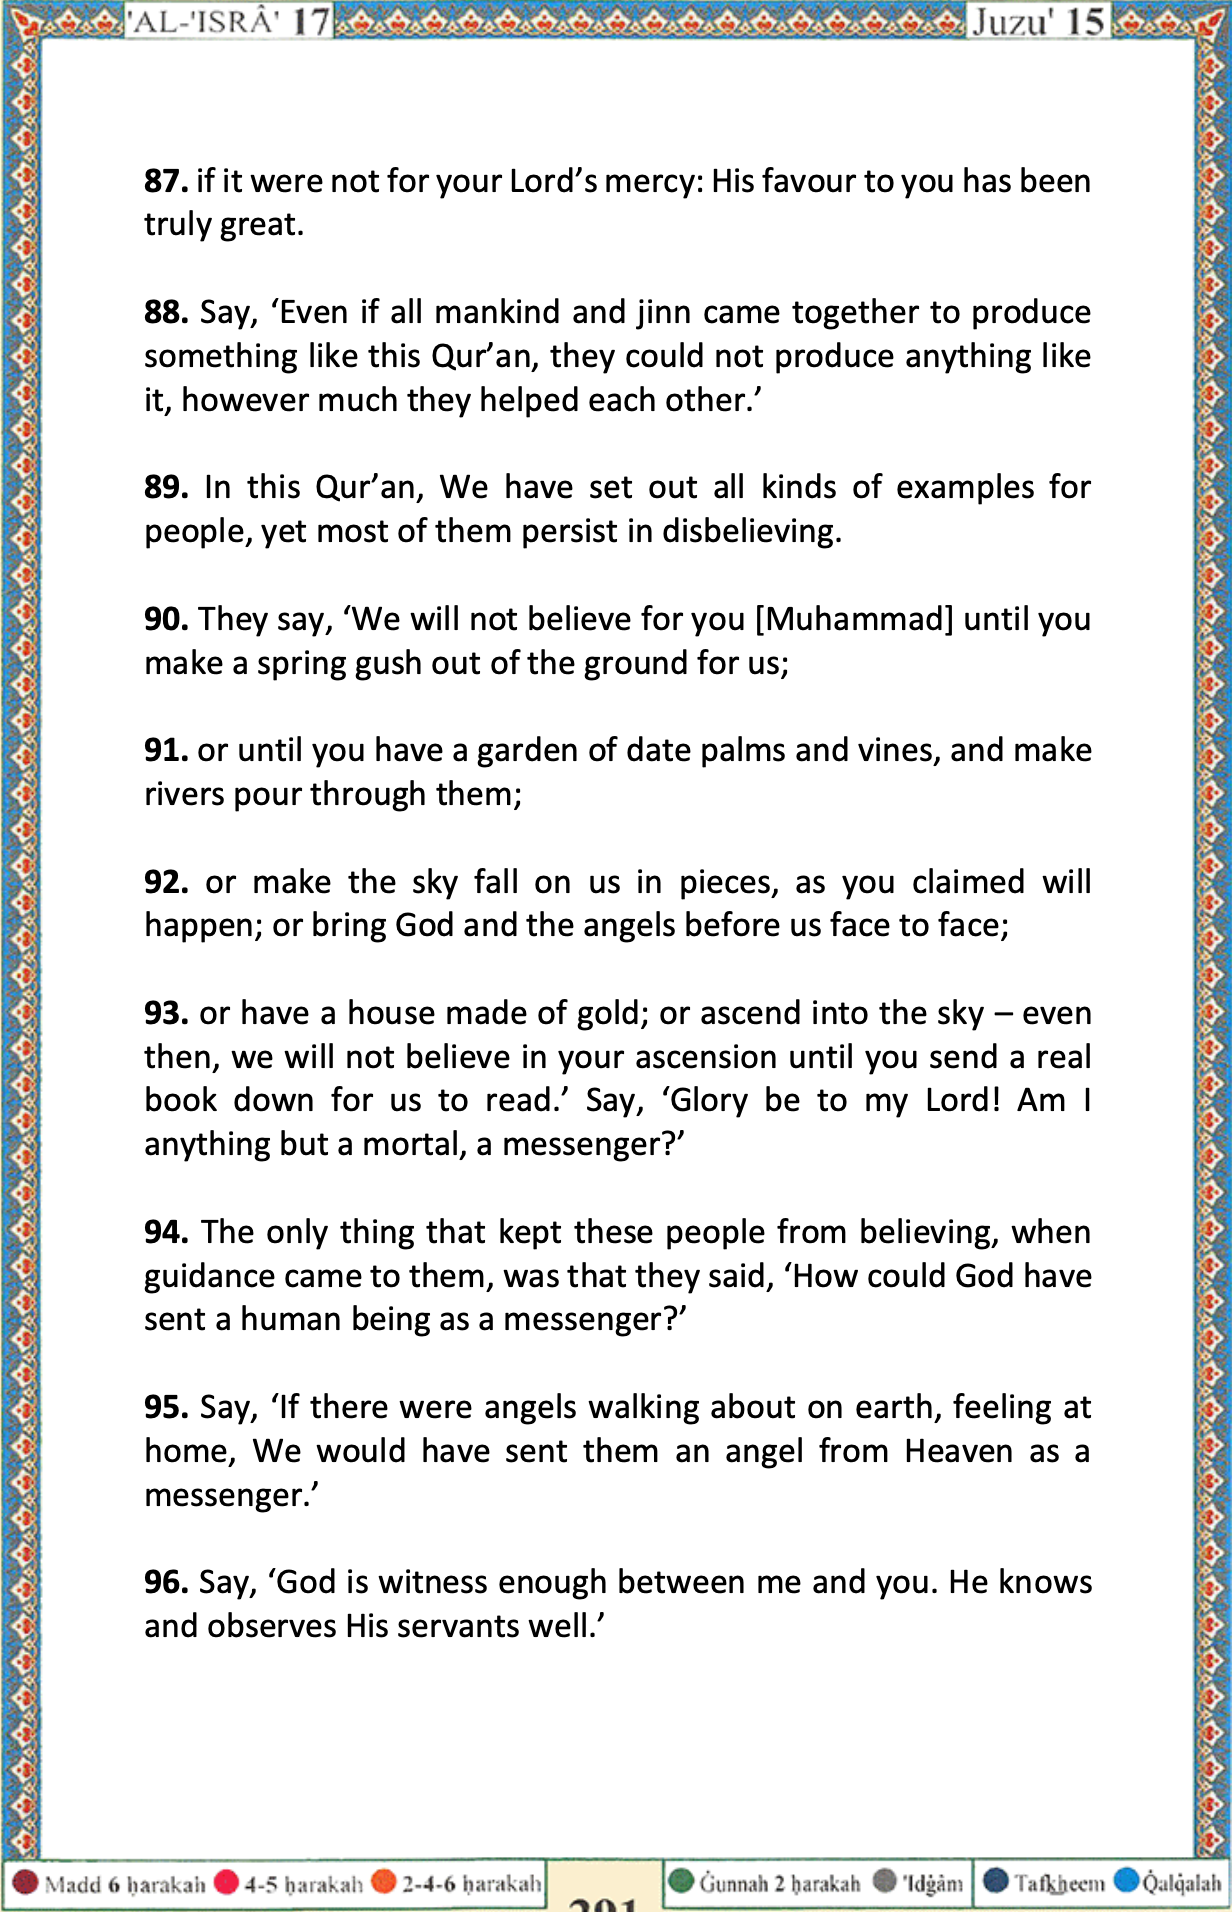 'AL-'ISRÂ' 17 Juzu' 15
87. if it were not for your Lord’s mercy: His favour to you has been
truly great.
88. Say, ‘Even if all mankind and jinn came together to produce
something like this Qur’an, they could not produce anything like
it, however much they helped each other.’
89. In this Qur’an, We have set out all kinds of examples for
people, yet most of them persist in disbelieving.
90. They say, ‘We will not believe for you [Muhammad] until you
make a spring gush out of the ground for us;
91. or until you have a garden of date palms and vines, and make
rivers pour through them;
92. or make the sky fall on us in pieces, as you claimed will
happen; or bring God and the angels before us face to face;
93. or have a house made of gold; or ascend into the sky – even
then, we will not believe in your ascension until you send a real
book down for us to read.’ Say, ‘Glory be to my Lord! Am I
anything but a mortal, a messenger?’
94. The only thing that kept these people from believing, when
guidance came to them, was that they said, ‘How could God have
sent a human being as a messenger?’
95. Say, ‘If there were angels walking about on earth, feeling at
home, We would have sent them an angel from Heaven as a
messenger.’
96. Say, ‘God is witness enough between me and you. He knows
and observes His servants well.’
Madd 6 ḥarakah 4-5 ḥarakah 2-4-6 ḥarakah Ġunnah 2 ḥarakah 'Idġâm Tafkheem Q̇alq̇alah